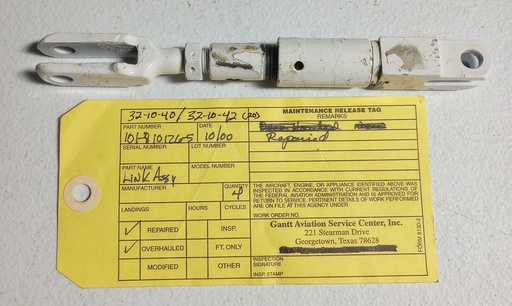 32-10-40/32-10-42 (20)
MAINTENANCE RELEASE TAG
REMARKS
PART NUMBER
DATE
10/00
Repaired
SERIAL NUMBER
LOT NUMBER
PART NAME
MODEL NUMBER
LINK Assy
MANUFACTURER
QUANTITY
THE AIRCRAFT, ENGINE, OR APPLIANCE IDENTIFIED ABOVE WAS
INSPECTED IN ACCORDANCE WITH CURRENT REGULATIONS OF
THE FEDERAL AVIATION ADMINISTRATION AND IS APPROVED FOR
RETURN TO SERVICE. PERTINENT DETAILS OF WORK PERFORMED
ARE ON FILE AT THIS AGENCY UNDER
LANDINGS
HOURS
CYCLES
WORK ORDER NO.
✓ REPAIRED
INSP.
Gantt Aviation Service Center, Inc.
221 Stearman Drive
Georgetown, Texas 78628
✓ OVERHAULED
FT. ONLY
MODIFIED
OTHER
INSPECTION
SIGNATURE
INSP. STAMP
FORM 8130-3